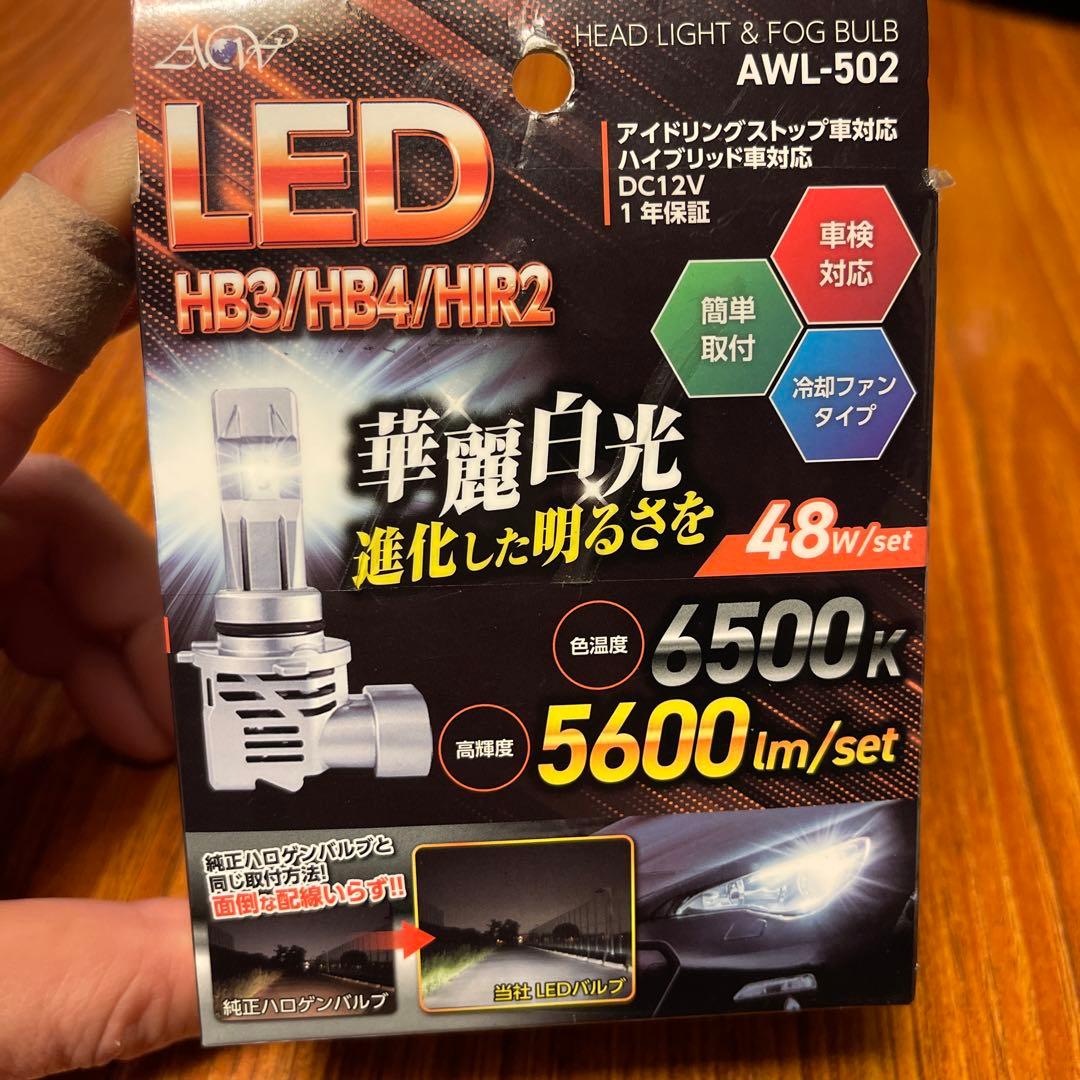 ACW
HEAD LIGHT & FOG BULB
AWL-502
LED
HB3/HB4/HIR2
アイドリングストップ車対応
ハイブリッド車対応
DC12V
1年保証
車検
対応
簡単
取付
冷却ファン
タイプ
華麗白光
進化した明るさを
48W/set
色温度
6500K
高輝度
5600lm/set
純正ハロゲンバルブと
同じ取付方法!
面倒な配線いらず!!
純正ハロゲンバルブ
当社LEDバルブ